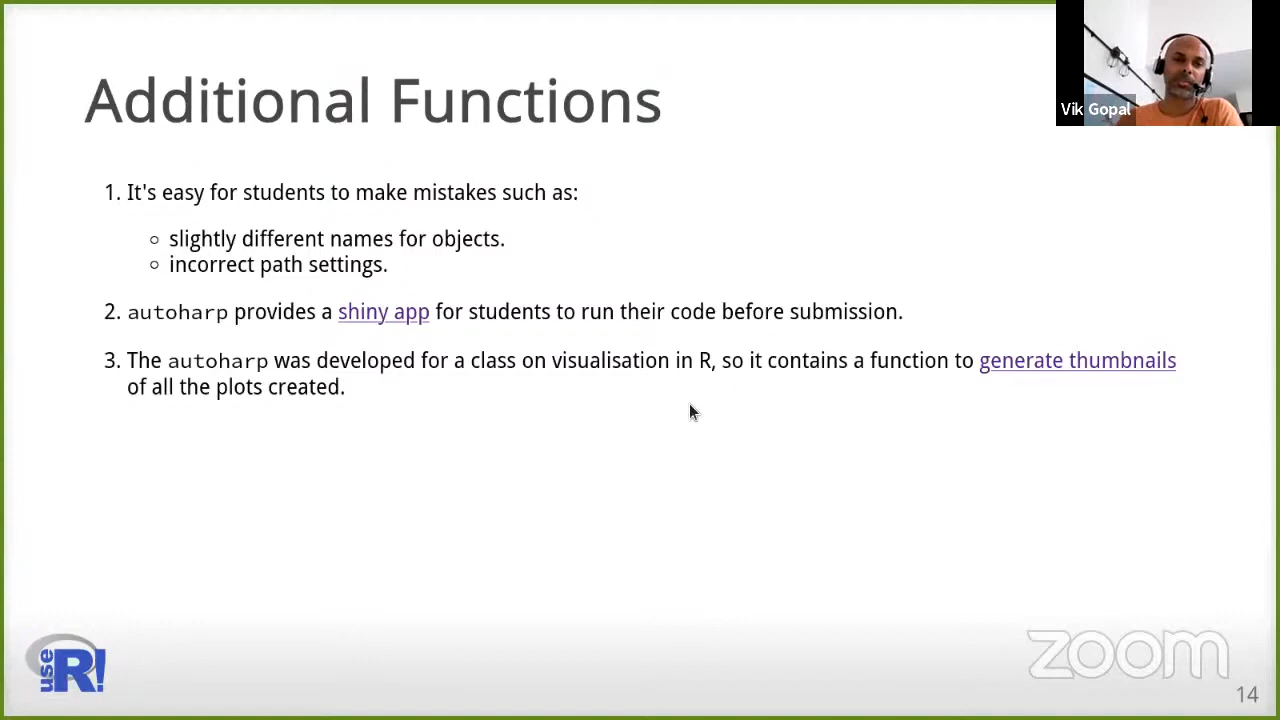 Additional Functions
Vik Gopal
1. It's easy for students to make mistakes such as:
slightly different names for objects.
incorrect path settings.
2. autoharp provides a shiny app for students to run their code before submission.
3. The autoharp was developed for a class on visualisation in R, so it contains a function to generate thumbnails
of all the plots created.
use R!
zoom
14